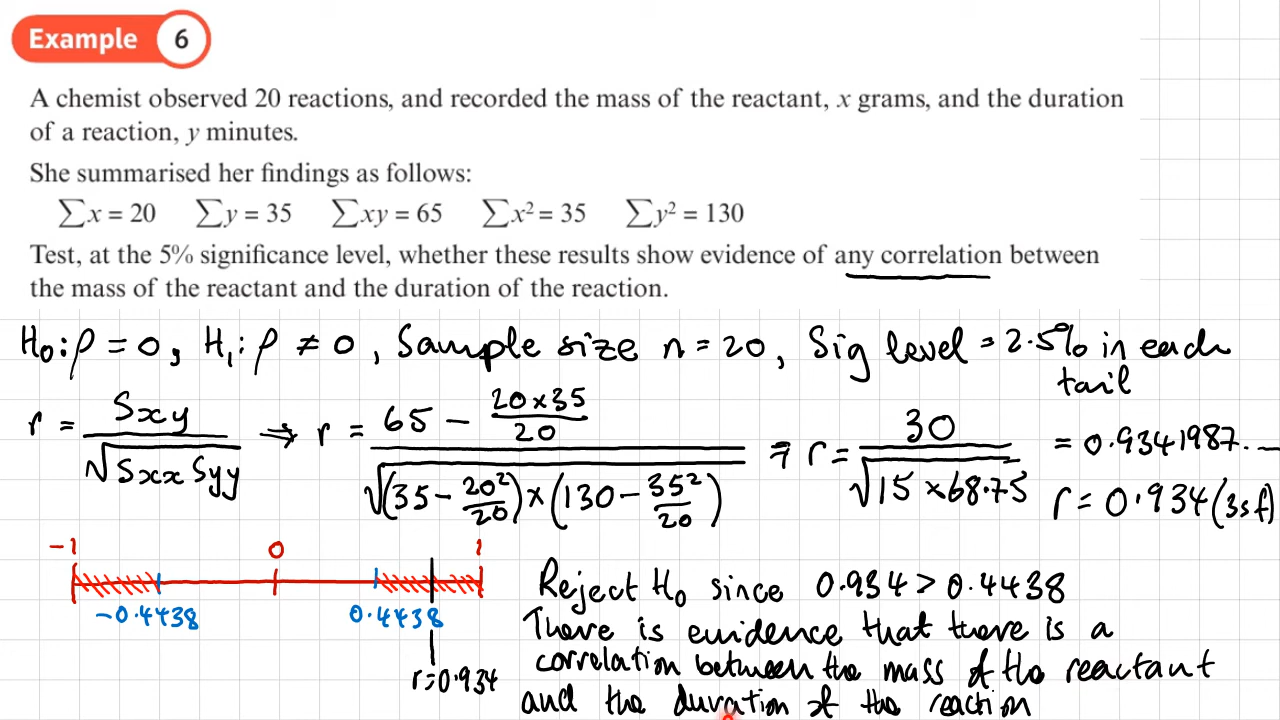 Example 6
A chemist observed 20 reactions, and recorded the mass of the reactant, x grams, and the duration
of a reaction, y minutes.
She summarised her findings as follows:
∑x = 20 ∑y = 35 ∑xy = 65 ∑x² = 35 ∑y² = 130
Test, at the 5% significance level, whether these results show evidence of any correlation between
the mass of the reactant and the duration of the reaction.
H₀: ρ = 0, H₁: ρ ≠ 0, Sample size n = 20, Sig level = 2.5% in each
tail
r = Sxy / √(Sxx Syy) ⇒ r = (65 − (20×35)/20) / √((35 − 20²/20) × (130 − 35²/20)) ⇒ r = 30 / √(15 × 68.75) = 0.9341987...
r = 0.934 (3sf)
−1 0 1
−0.4438 0.4438
r=0.934
Reject H₀ since 0.934 > 0.4438
There is evidence that there is a
correlation between the mass of the reactant
and the duration of the reaction